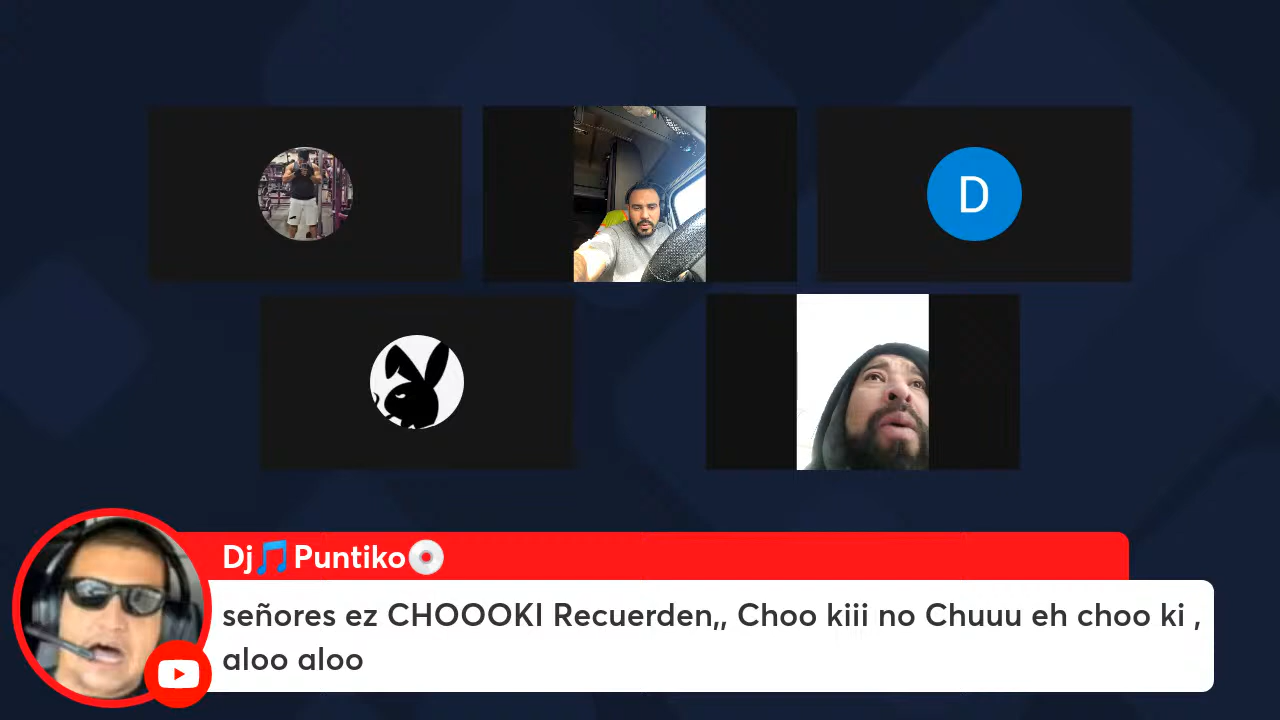 D
Dj🎵Puntiko💿
señores ez CHOOOKI Recuerden,, Choo kiii no Chuuu eh choo ki ,
aloo aloo